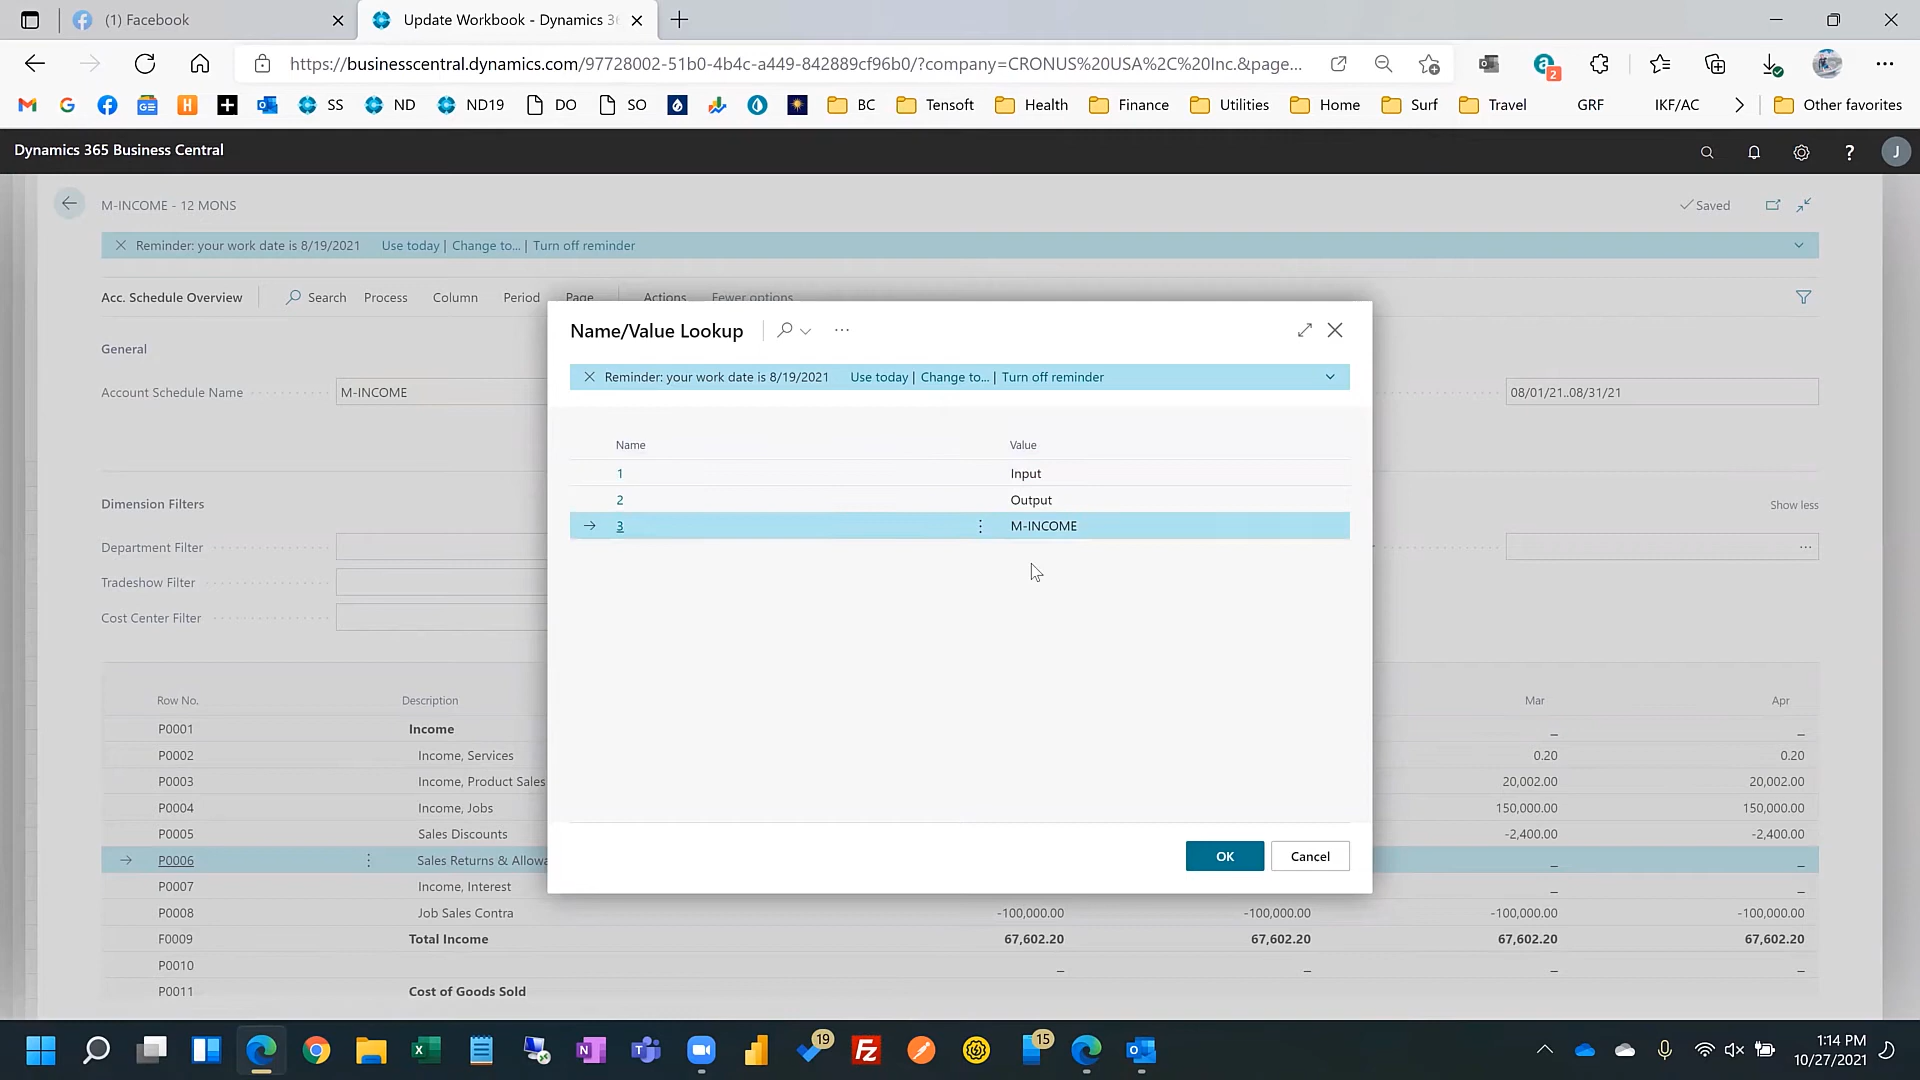 (1) Facebook
Update Workbook - Dynamics 36
https://businesscentral.dynamics.com/97728002-51b0-4b4c-a449-842889cf96b0/?company=CRONUS%20USA%2C%20Inc.&page...
2
SS
ND
ND19
DO
SO
BC
Tensoft
Health
Finance
Utilities
Home
Surf
Travel
GRF
IKF/AC
Other favorites
Dynamics 365 Business Central
J
M-INCOME - 12 MONS
Saved
Reminder: your work date is 8/19/2021 Use today | Change to... | Turn off reminder
Acc. Schedule Overview Search Process Column Period Page Actions Fewer options
General
Account Schedule Name M-INCOME 08/01/21..08/31/21
Dimension Filters Show less
Department Filter
Tradeshow Filter
Cost Center Filter
Name/Value Lookup
Reminder: your work date is 8/19/2021 Use today | Change to... | Turn off reminder
Name Value
1 Input
2 Output
3 M-INCOME
OK Cancel
Row No. Description Mar Apr
P0001 Income – –
P0002 Income, Services 0.20 0.20
P0003 Income, Product Sales 20,002.00 20,002.00
P0004 Income, Jobs 150,000.00 150,000.00
P0005 Sales Discounts -2,400.00 -2,400.00
P0006 Sales Returns & Allowa – –
P0007 Income, Interest – –
P0008 Job Sales Contra -100,000.00 -100,000.00 -100,000.00 -100,000.00
F0009 Total Income 67,602.20 67,602.20 67,602.20 67,602.20
P0010 – – – –
P0011 Cost of Goods Sold
19
15
1:14 PM
10/27/2021